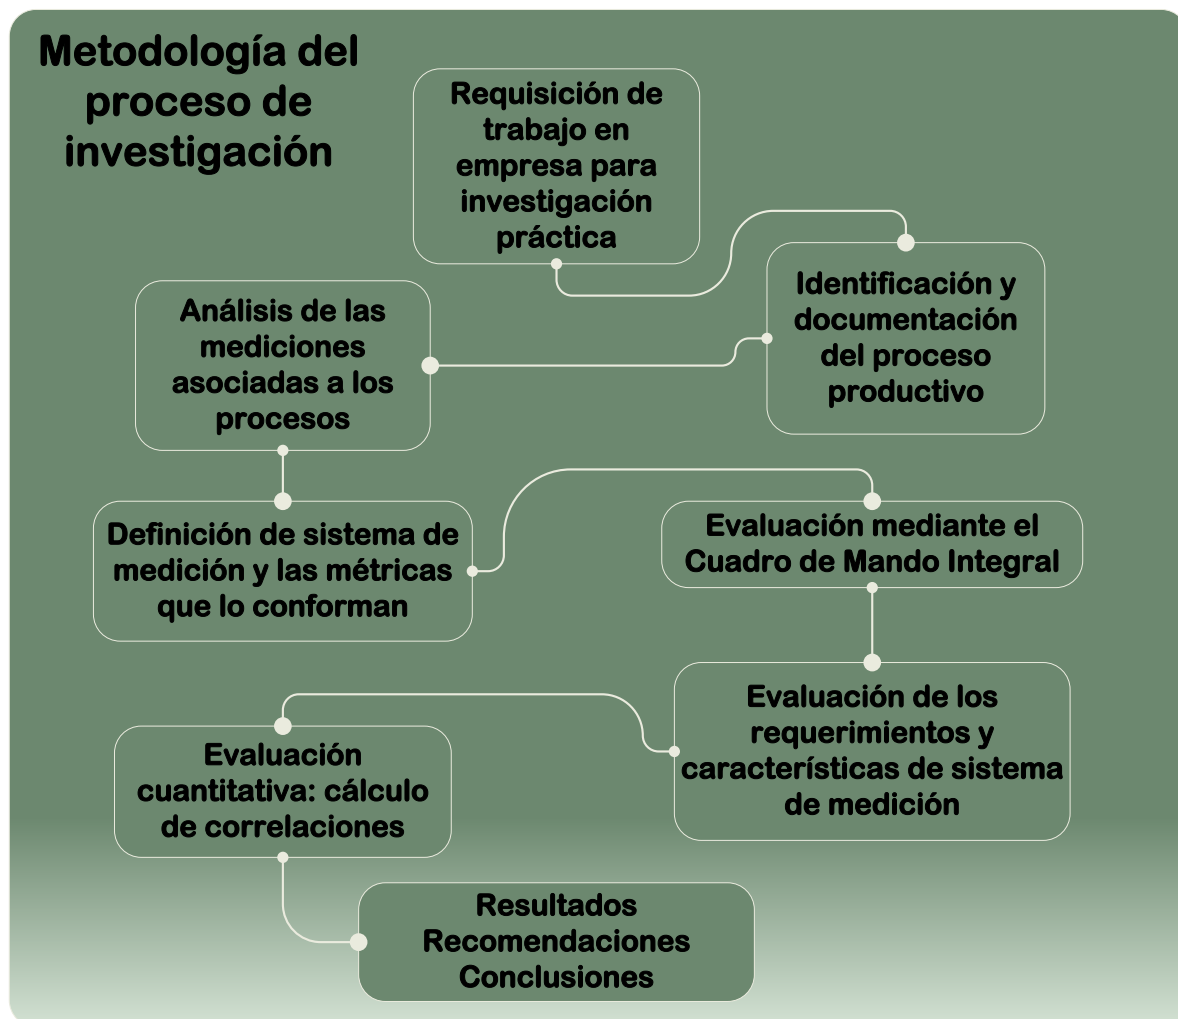 Metodología del
proceso de
investigación
Requisición de
trabajo en
empresa para
investigación
práctica
Identificación y
documentación
del proceso
productivo
Análisis de las
mediciones
asociadas a los
procesos
Definición de sistema de
medición y las métricas
que lo conforman
Evaluación mediante el
Cuadro de Mando Integral
Evaluación de los
requerimientos y
características de sistema
de medición
Evaluación
cuantitativa: cálculo
de correlaciones
Resultados
Recomendaciones
Conclusiones